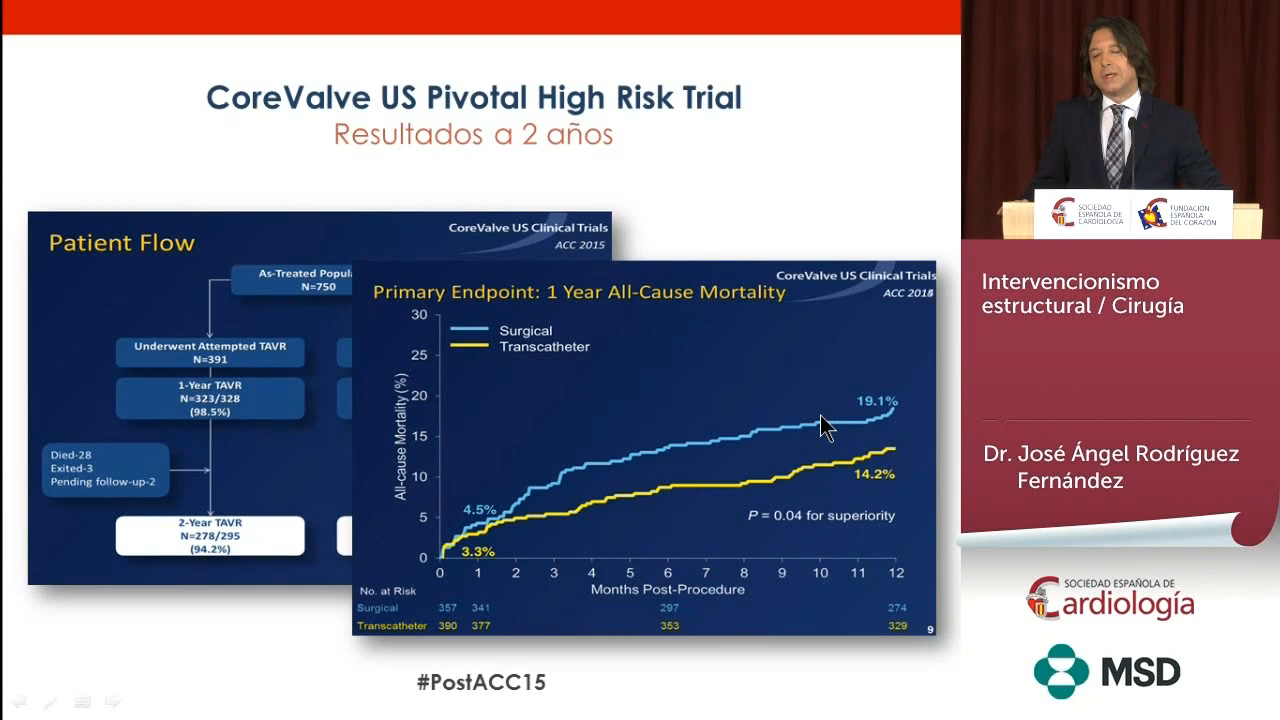 CoreValve US Pivotal High Risk Trial
Resultados a 2 años
CoreValve US Clinical Trials
ACC 2015
Patient Flow
N=750
Underwent Attempted TAVR
N=391
1-Year TAVR
N=323/328
(98.5%)
Died-28
Exited-3
Pending follow-up-2
2-Year TAVR
N=278/295
(94.2%)
CoreValve US Clinical Trials
ACC
Primary Endpoint: 1 Year All-Cause Mortality
Surgical
Transcatheter
All-cause Mortality (%)
30
25
20
15
10
5
0
19.1%
14.2%
4.5%
3.3%
P = 0.04 for superiority
0 1 2 3 4 5 6 7 8 9 10 11 12
Months Post-Procedure
No. at Risk
Surgical 357 341 297 274
Transcatheter 390 377 353 329
9
#PostACC15
SOCIEDAD
ESPAÑOLA DE
CARDIOLOGÍA
FUNDACIÓN
ESPAÑOLA
DEL CORAZÓN
Intervencionismo
estructural / Cirugía
Dr. José Ángel Rodríguez
Fernández
SOCIEDAD ESPAÑOLA DE
Cardiología
MSD